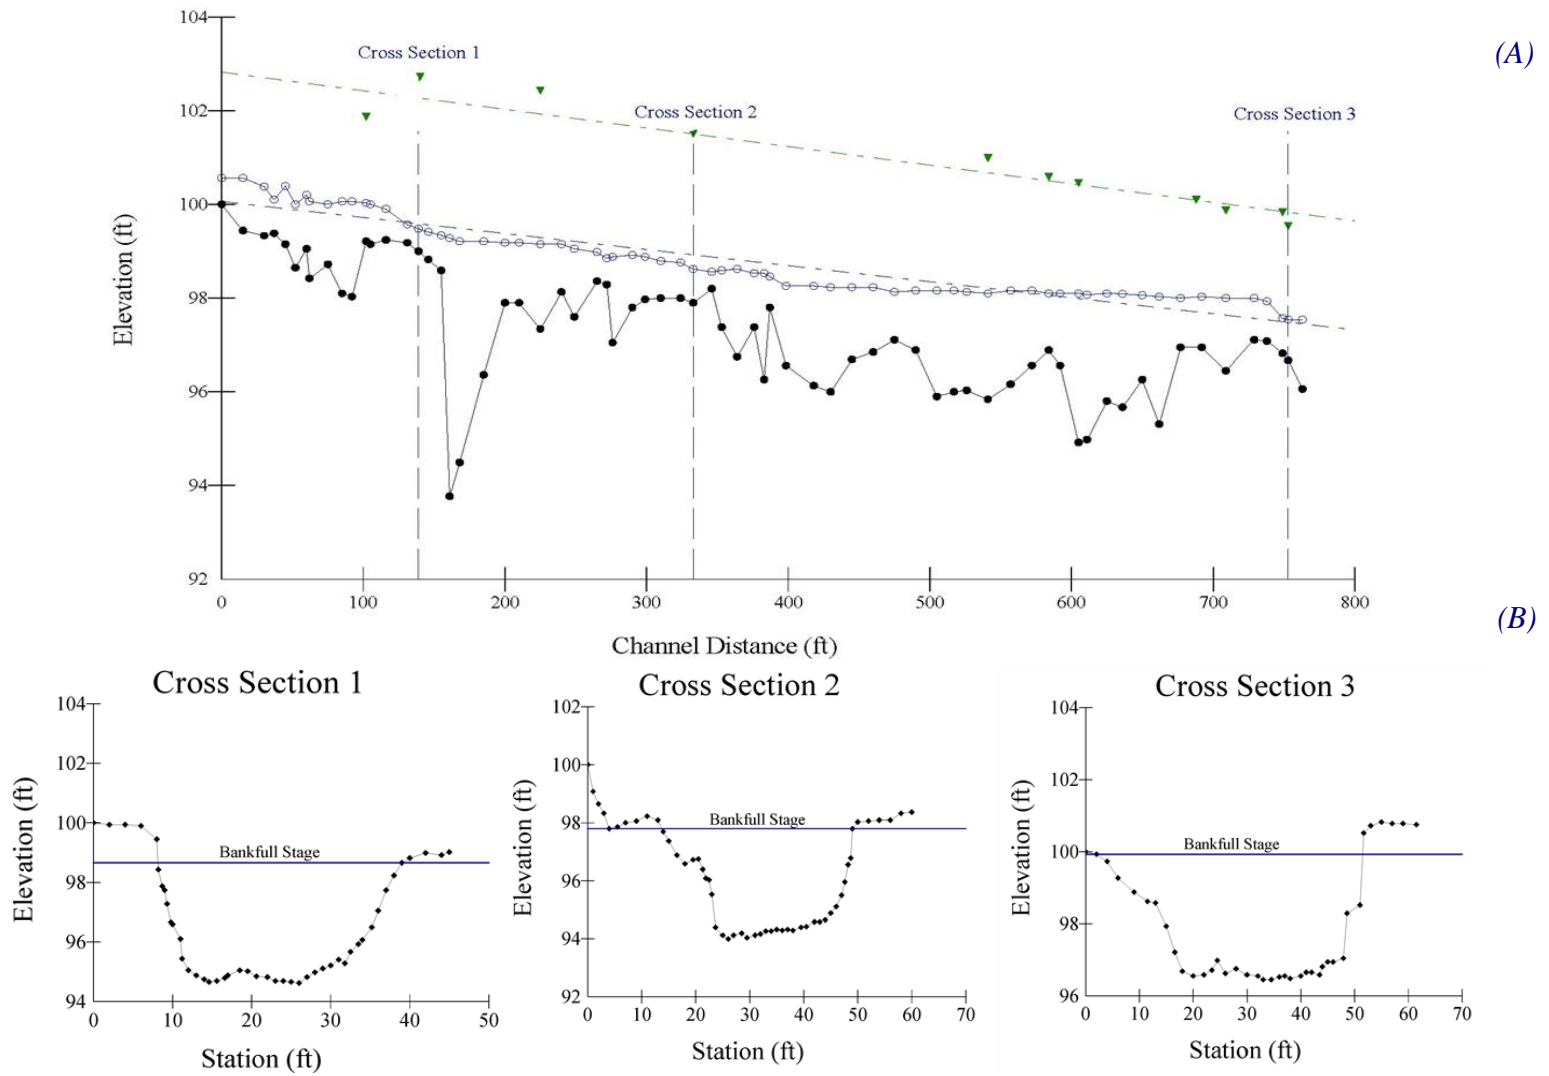 104
(A)
Cross Section 1
102
Cross Section 2
Cross Section 3
100
98
96
94
92
Elevation (ft)
0 100 200 300 400 500 600 700 800
Channel Distance (ft)
(B)
Cross Section 1
104
102
100
Bankfull Stage
98
96
94
Elevation (ft)
0 10 20 30 40 50
Station (ft)
Cross Section 2
102
100
98
Bankfull Stage
96
94
92
Elevation (ft)
0 10 20 30 40 50 60 70
Station (ft)
Cross Section 3
104
102
100
Bankfull Stage
98
96
Elevation (ft)
0 10 20 30 40 50 60 70
Station (ft)